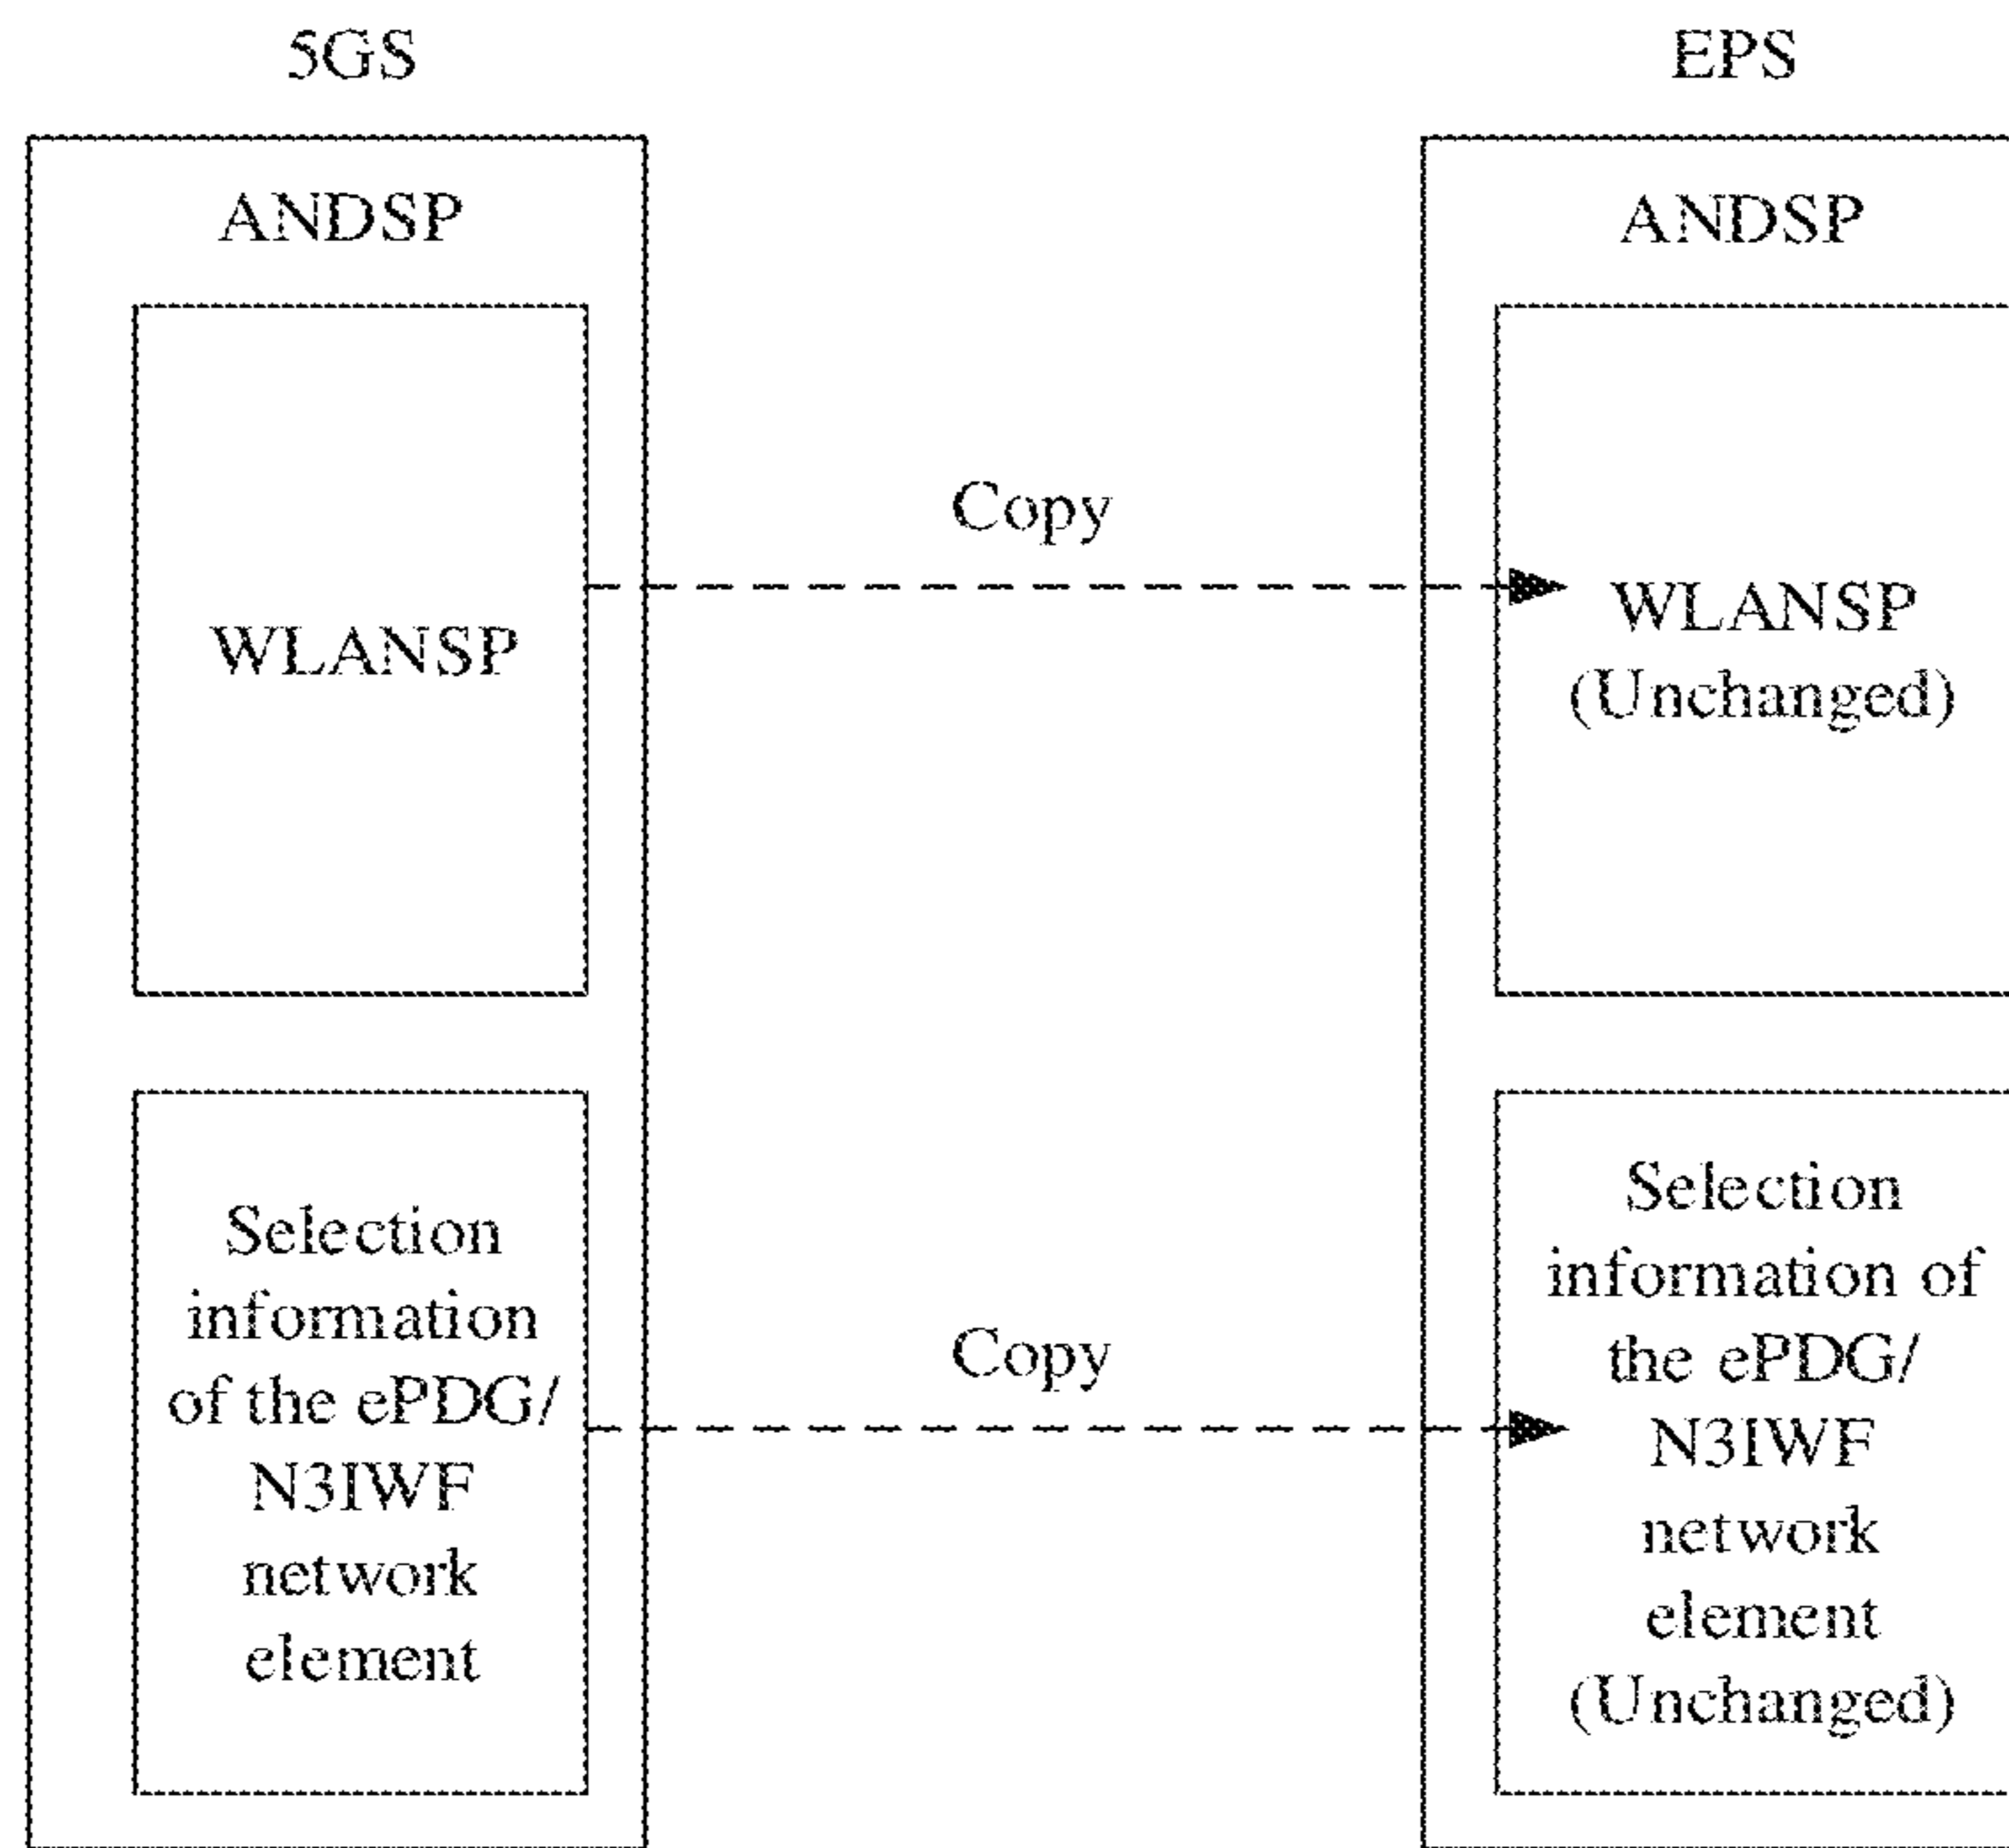 5GS
ANDSP
WLANSP
Selection
information
of the ePDG/
N3IWF
network
element
Copy
Copy
EPS
ANDSP
WLANSP
(Unchanged)
Selection
information of
the ePDG/
N3IWF
network
element
(Unchanged)